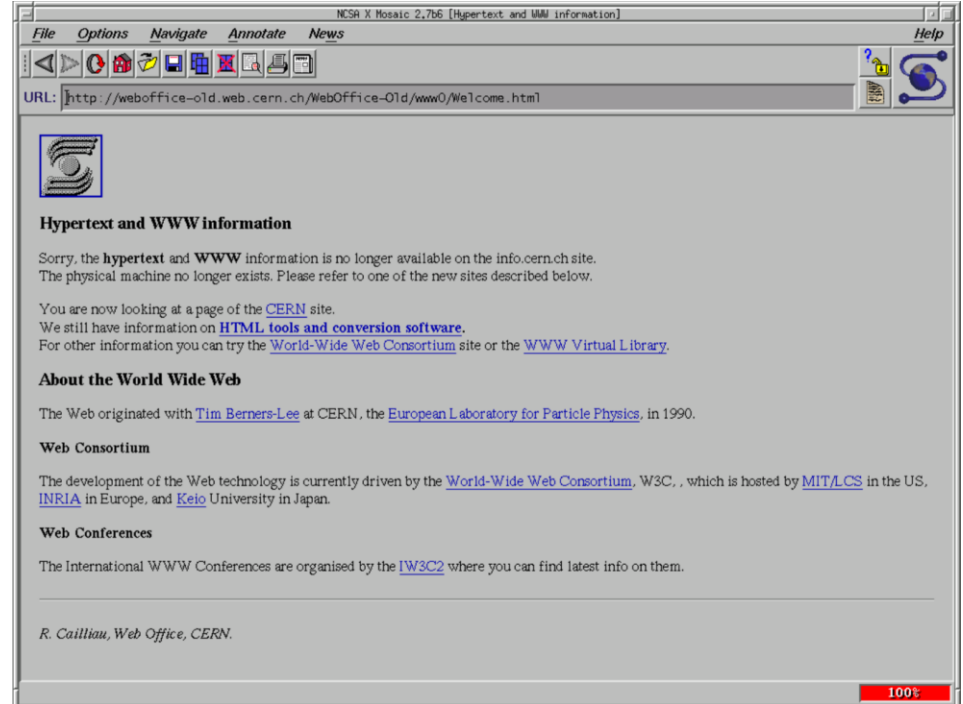 NCSA X Mosaic 2.7b6 [Hypertext and WWW information]
File Options Navigate Annotate News Help
URL: http://weboffice-old.web.cern.ch/WebOffice-Old/www0/Welcome.html
?
Hypertext and WWW information
Sorry, the hypertext and WWW information is no longer available on the info.cern.ch site.
The physical machine no longer exists. Please refer to one of the new sites described below.
You are now looking at a page of the CERN site.
We still have information on HTML tools and conversion software.
For other information you can try the World-Wide Web Consortium site or the WWW Virtual Library.
About the World Wide Web
The Web originated with Tim Berners-Lee at CERN, the European Laboratory for Particle Physics, in 1990.
Web Consortium
The development of the Web technology is currently driven by the World-Wide Web Consortium, W3C, , which is hosted by MIT/LCS in the US,
INRIA in Europe, and Keio University in Japan.
Web Conferences
The International WWW Conferences are organised by the IW3C2 where you can find latest info on them.
R. Cailliau, Web Office, CERN.
100%